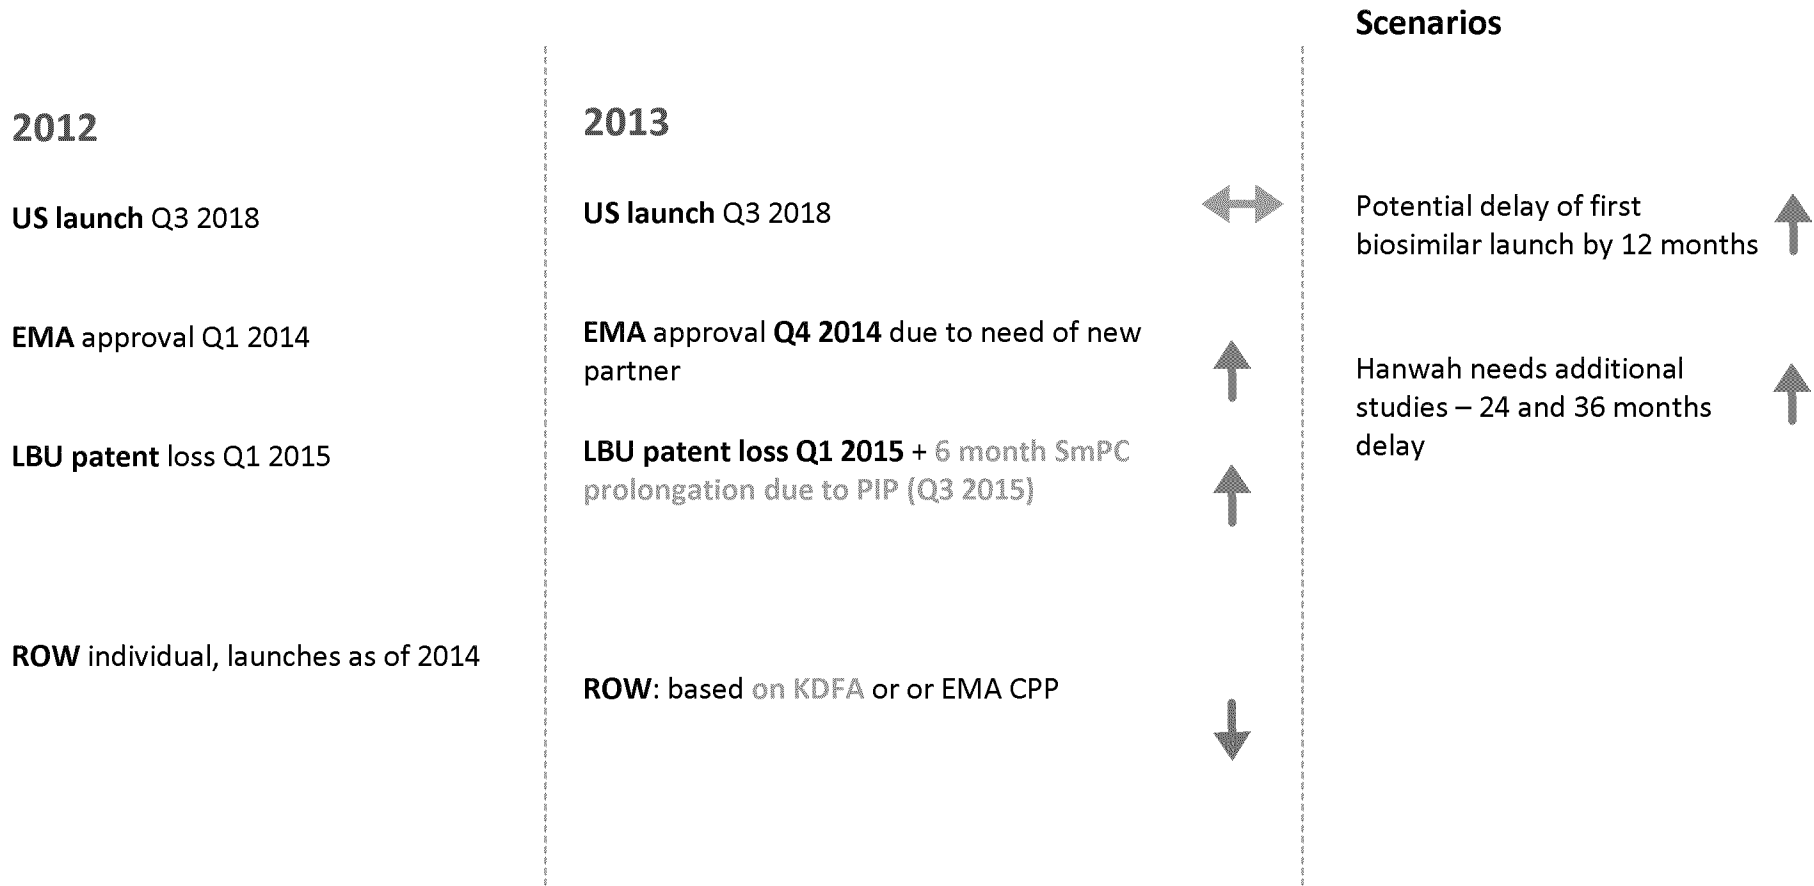 2012
US launch Q3 2018
EMA approval Q1 2014
LBU patent loss Q1 2015
ROW individual, launches as of 2014
2013
US launch Q3 2018
EMA approval Q4 2014 due to need of new
partner
LBU patent loss Q1 2015 + 6 month SmPC
prolongation due to PIP (Q3 2015)
ROW: based on KDFA or or EMA CPP
Scenarios
Potential delay of first
biosimilar launch by 12 months
Hanwah needs additional
studies – 24 and 36 months
delay